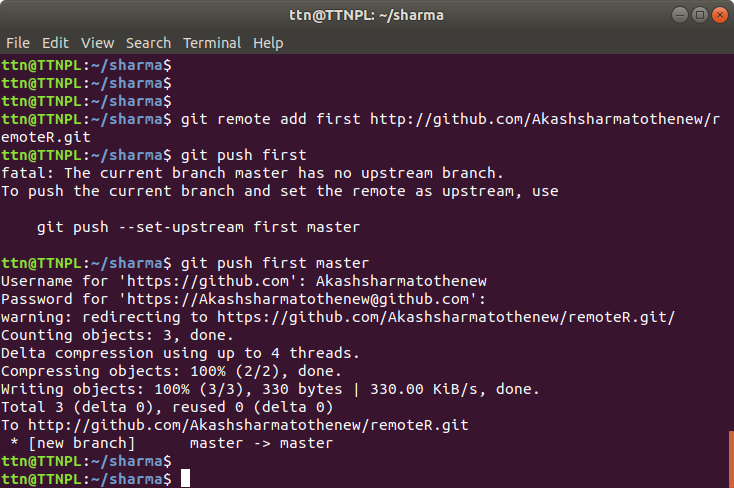 ttn@TTNPL: ~/sharma
File Edit View Search Terminal Help
ttn@TTNPL:~/sharma$
ttn@TTNPL:~/sharma$
ttn@TTNPL:~/sharma$
ttn@TTNPL:~/sharma$ git remote add first http://github.com/Akashsharmatothenew/r
emoteR.git
ttn@TTNPL:~/sharma$ git push first
fatal: The current branch master has no upstream branch.
To push the current branch and set the remote as upstream, use
    git push --set-upstream first master
ttn@TTNPL:~/sharma$ git push first master
Username for 'https://github.com': Akashsharmatothenew
Password for 'https://Akashsharmatothenew@github.com':
warning: redirecting to https://github.com/Akashsharmatothenew/remoteR.git/
Counting objects: 3, done.
Delta compression using up to 4 threads.
Compressing objects: 100% (2/2), done.
Writing objects: 100% (3/3), 330 bytes | 330.00 KiB/s, done.
Total 3 (delta 0), reused 0 (delta 0)
To http://github.com/Akashsharmatothenew/remoteR.git
 * [new branch]      master -> master
ttn@TTNPL:~/sharma$
ttn@TTNPL:~/sharma$